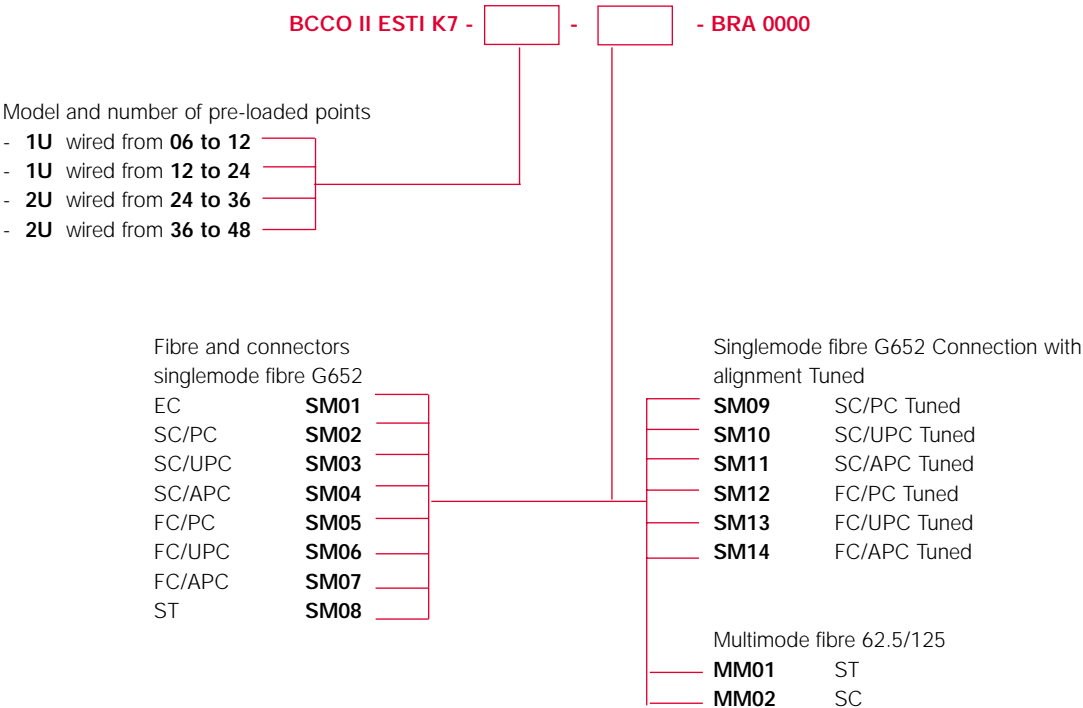 BCCO II ESTI K7 - - - BRA 0000
Model and number of pre-loaded points
- 1U wired from 06 to 12
- 1U wired from 12 to 24
- 2U wired from 24 to 36
- 2U wired from 36 to 48
Fibre and connectors
singlemode fibre G652
EC SM01
SC/PC SM02
SC/UPC SM03
SC/APC SM04
FC/PC SM05
FC/UPC SM06
FC/APC SM07
ST SM08
Singlemode fibre G652 Connection with
alignment Tuned
SM09 SC/PC Tuned
SM10 SC/UPC Tuned
SM11 SC/APC Tuned
SM12 FC/PC Tuned
SM13 FC/UPC Tuned
SM14 FC/APC Tuned
Multimode fibre 62.5/125
MM01 ST
MM02 SC